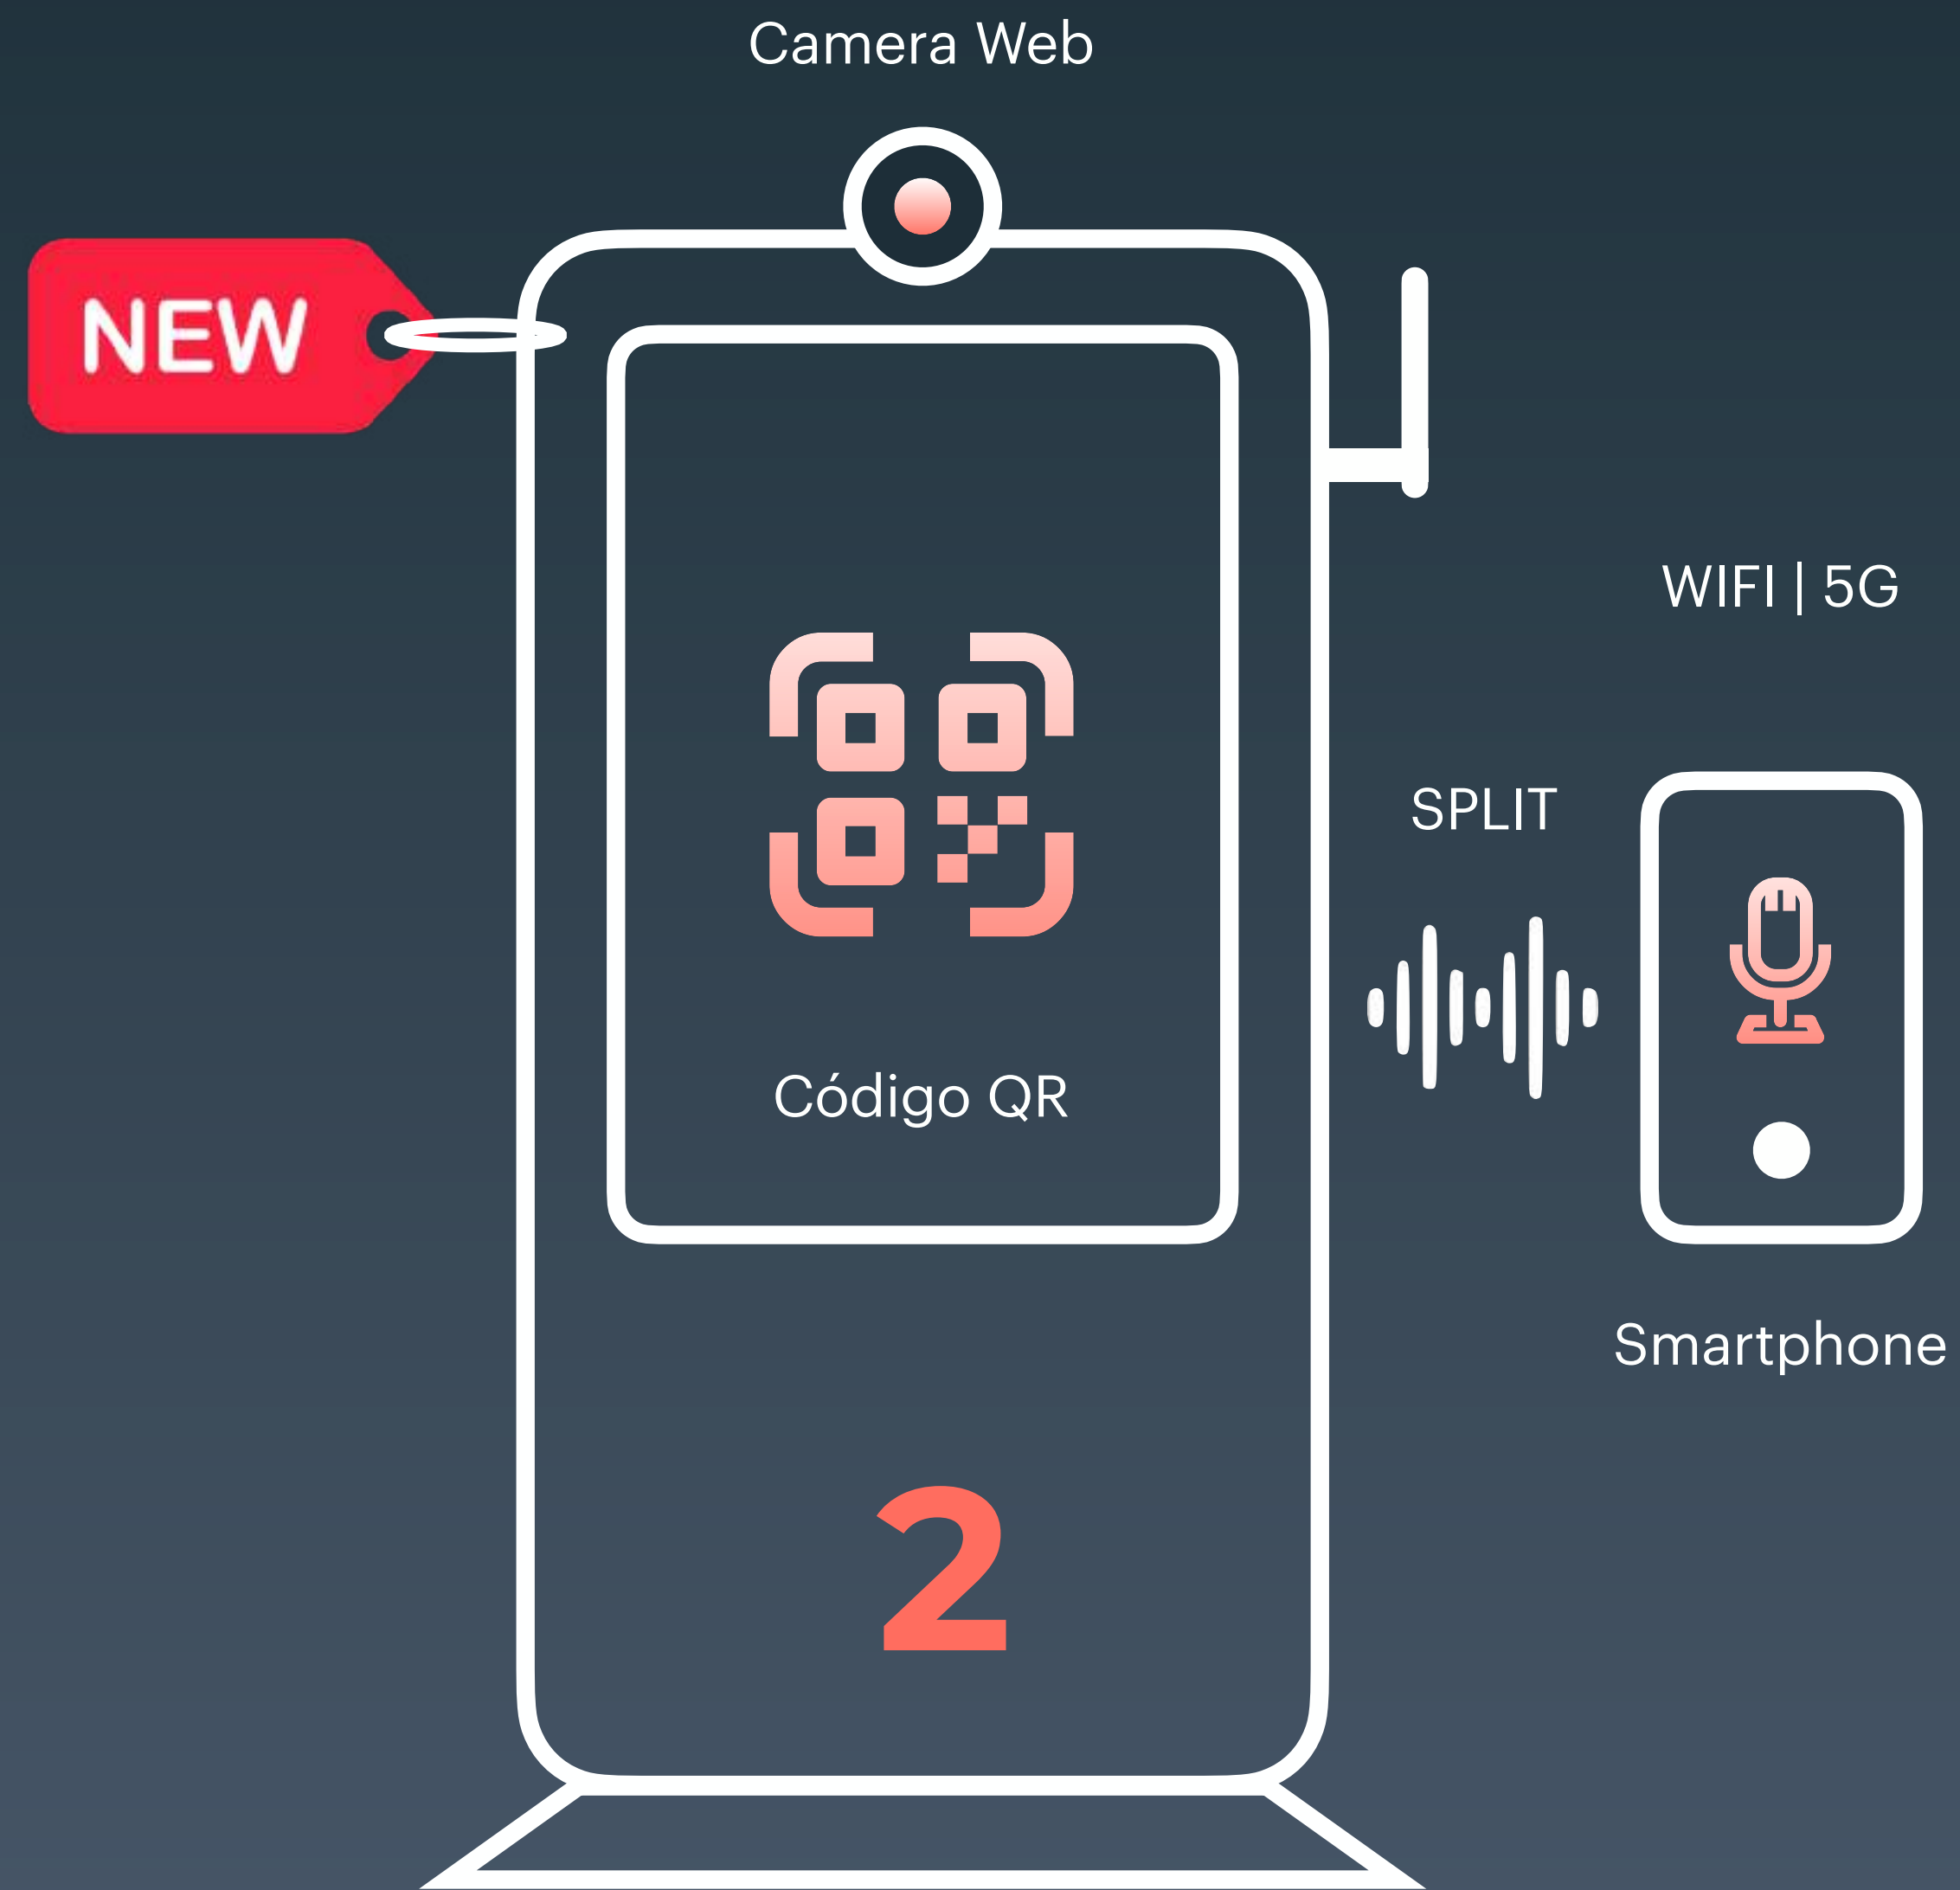 Camera Web
NEW
WIFI | 5G
SPLIT
Código QR
Smartphone
2